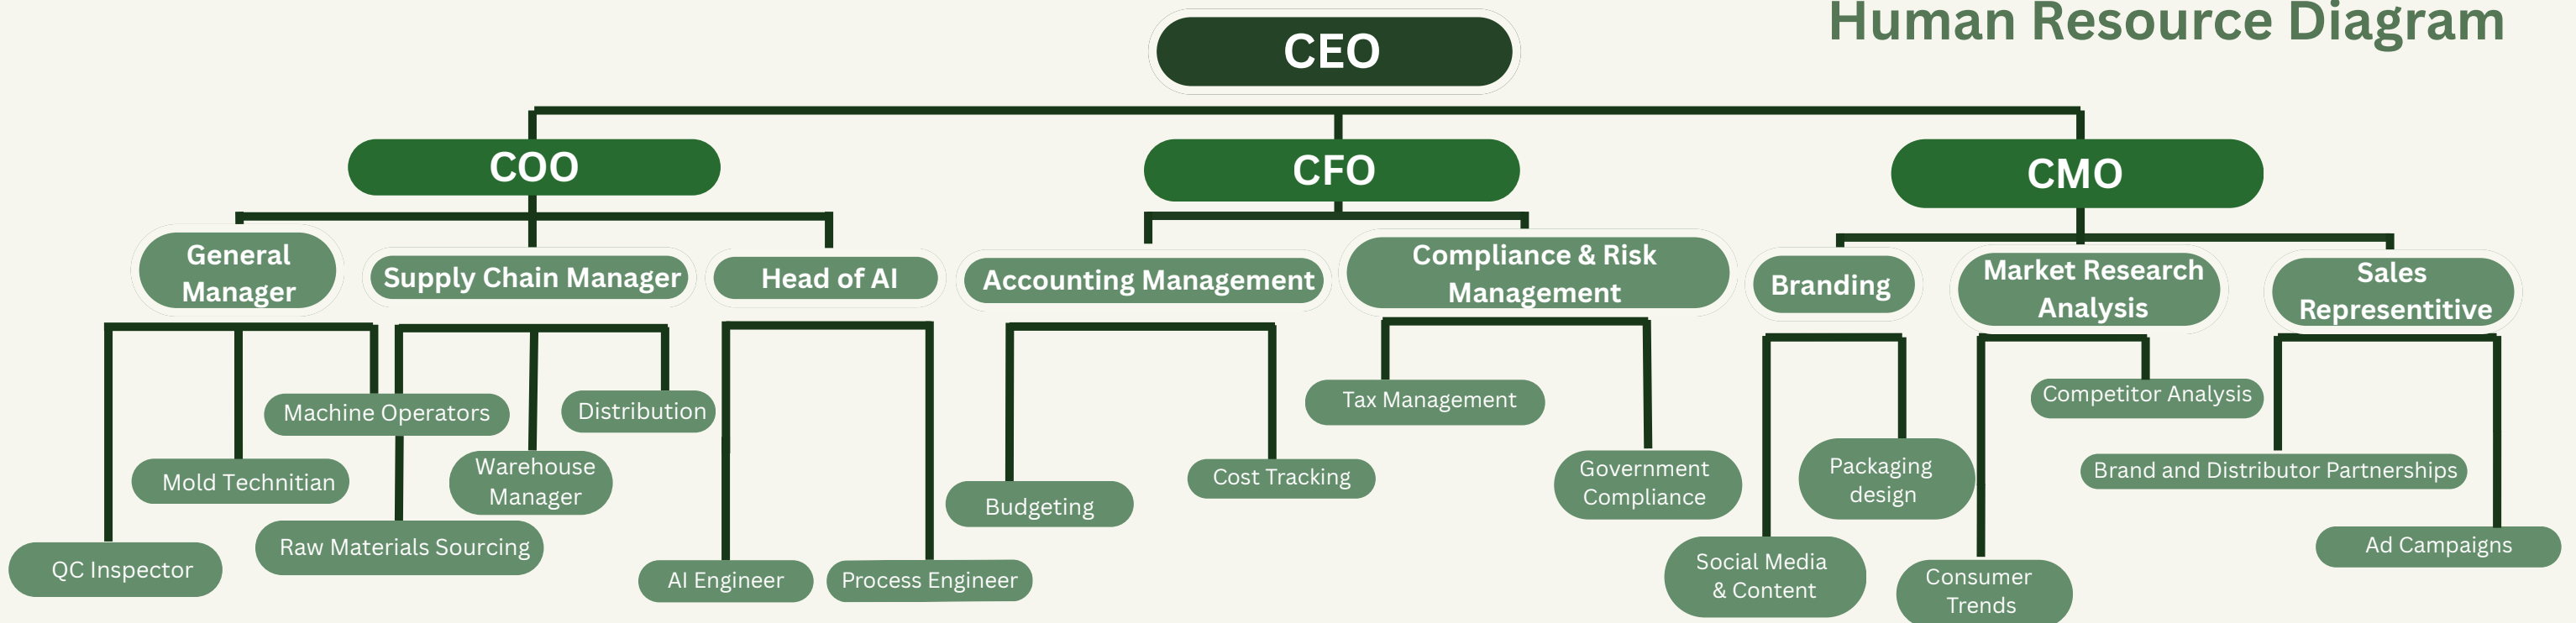 Human Resource Diagram
CEO
COO
CFO
CMO
General
Manager
Supply Chain Manager
Head of AI
Accounting Management
Compliance & Risk
Management
Branding
Market Research
Analysis
Sales
Representitive
Machine Operators
Mold Technitian
QC Inspector
Distribution
Warehouse
Manager
Raw Materials Sourcing
AI Engineer
Process Engineer
Budgeting
Cost Tracking
Tax Management
Government
Compliance
Social Media
& Content
Packaging
design
Competitor Analysis
Consumer
Trends
Brand and Distributor Partnerships
Ad Campaigns